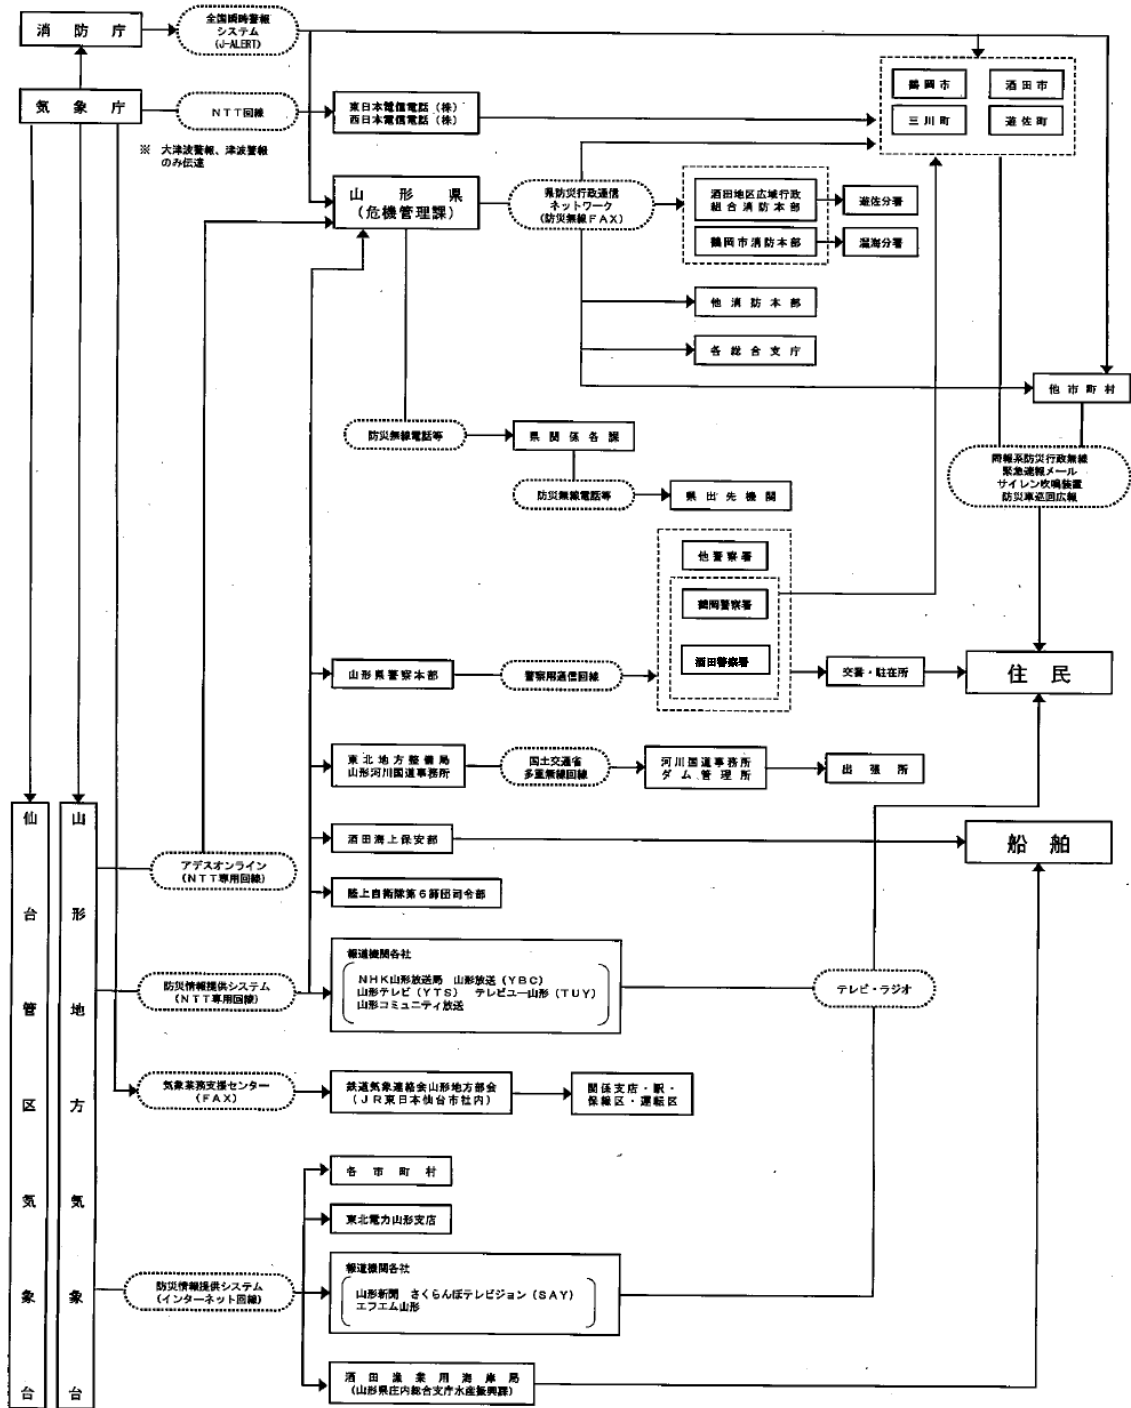 消防庁
全国瞬時警報
システム
(J-ALERT)
気象庁
NTT回線
東日本電信電話(株)
西日本電信電話(株)
※ 大津波警報、津波警報
のみ伝達
鶴岡市
酒田市
三川町
遊佐町
山形県
(危機管理課)
県防災行政通信
ネットワーク
(防災無線FAX)
酒田地区広域行政
組合消防本部
遊佐分署
鶴岡市消防本部
温海分署
他消防本部
各総合支庁
他市町村
防災無線電話等
県関係各課
防災無線電話等
県出先機関
同報系防災行政無線
緊急速報メール
サイレン吹鳴装置
防災車巡回広報
他警察署
鶴岡警察署
酒田警察署
山形県警察本部
警察用通信回線
交番・駐在所
住民
東北地方整備局
山形河川国道事務所
国土交通省
多重無線回線
河川国道事務所
ダム管理所
出張所
仙台管区気象台
山形地方気象台
酒田海上保安部
船舶
アデスオンライン
(NTT専用回線)
陸上自衛隊第6師団司令部
報道機関各社
NHK山形放送局 山形放送(YBC)
山形テレビ(YTS) テレビユー山形(TUY)
山形コミュニティ放送
防災情報提供システム
(NTT専用回線)
テレビ・ラジオ
気象業務支援センター
(FAX)
鉄道気象連絡会山形地方部会
(JR東日本仙台市社内)
関係支店・駅・
保線区・運転区
各市町村
東北電力山形支店
防災情報提供システム
(インターネット回線)
報道機関各社
山形新聞 さくらんぼテレビジョン(SAY)
エフエム山形
酒田漁業用海岸局
(山形県庄内総合支庁水産振興課)